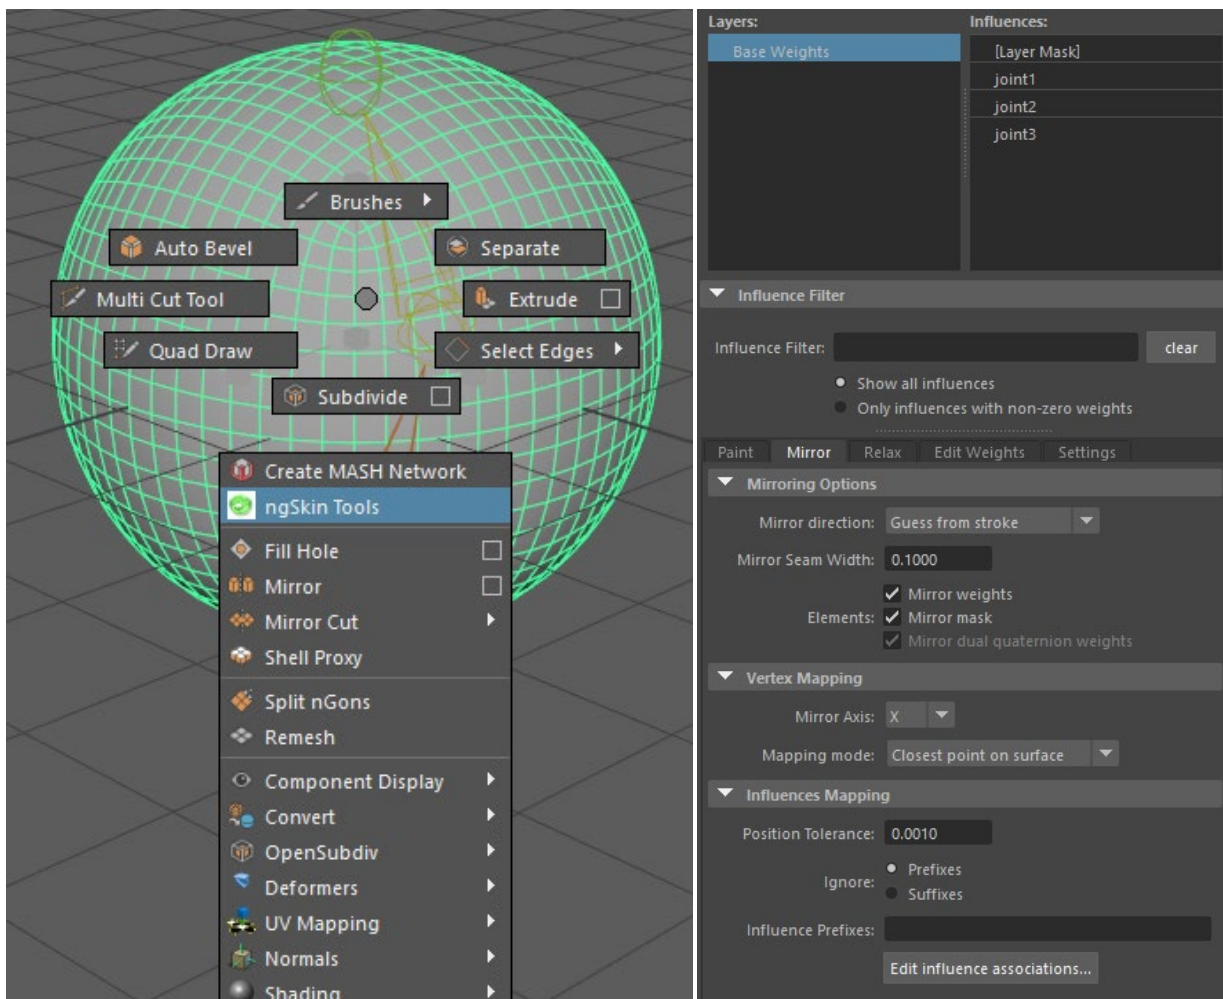 Brushes
Auto Bevel
Separate
Multi Cut Tool
Extrude
Quad Draw
Select Edges
Subdivide
Create MASH Network
ngSkin Tools
Fill Hole
Mirror
Mirror Cut
Shell Proxy
Split nGons
Remesh
Component Display
Convert
OpenSubdiv
Deformers
UV Mapping
Normals
Shading
Layers:
Base Weights
Influences:
[Layer Mask]
joint1
joint2
joint3
Influence Filter
Influence Filter:
clear
Show all influences
Only influences with non-zero weights
Paint Mirror Relax Edit Weights Settings
Mirroring Options
Mirror direction: Guess from stroke
Mirror Seam Width: 0.1000
Mirror weights
Elements: Mirror mask
Mirror dual quaternion weights
Vertex Mapping
Mirror Axis: X
Mapping mode: Closest point on surface
Influences Mapping
Position Tolerance: 0.0010
Ignore: Prefixes
Suffixes
Influence Prefixes:
Edit influence associations...